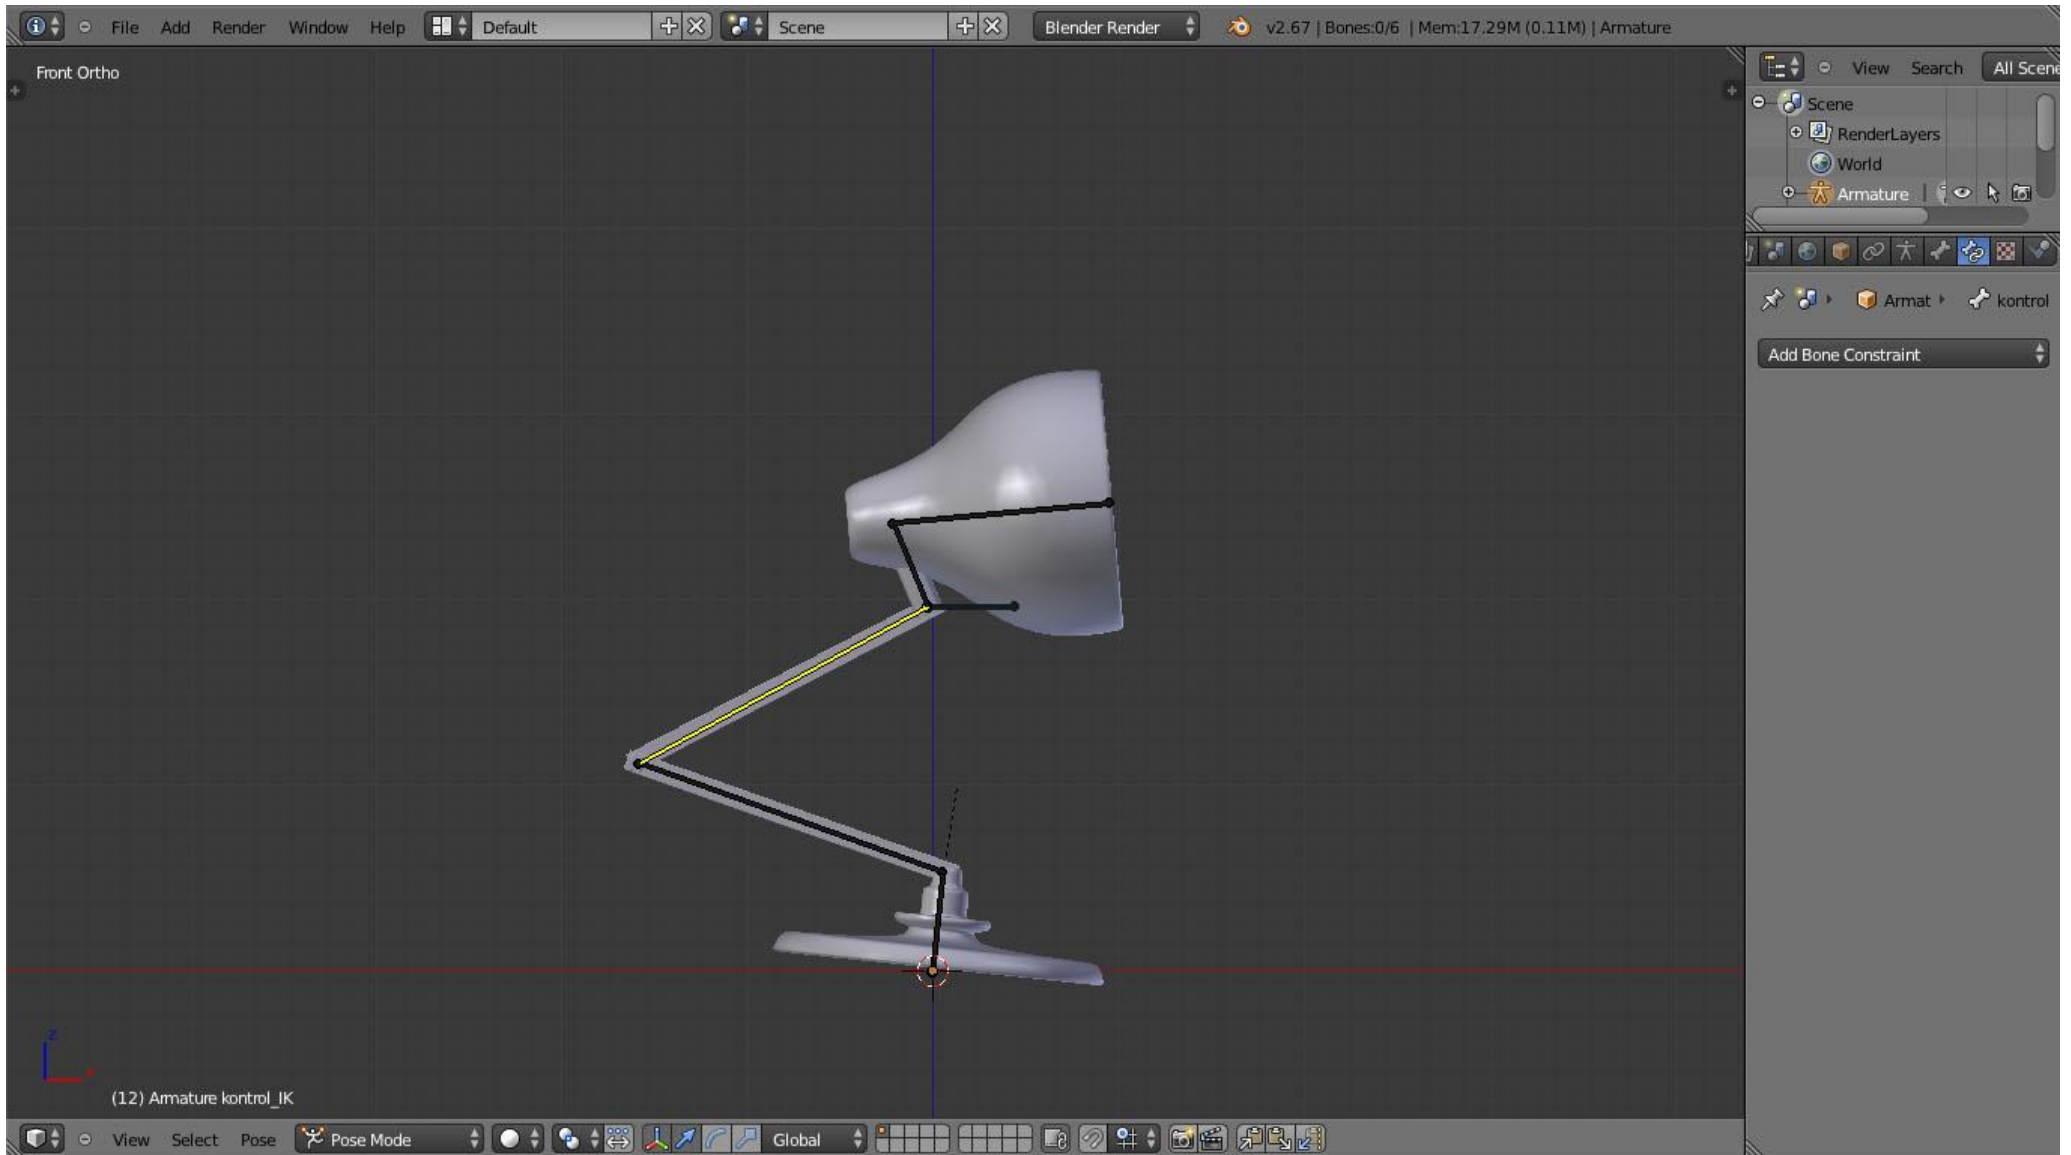 File Add Render Window Help Default Scene Blender Render v2.67 | Bones:0/6 | Mem:17.29M (0.11M) | Armature
Front Ortho
View Search All Scene
Scene
RenderLayers
World
Armature
Armat kontrol
Add Bone Constraint
z
x
(12) Armature kontrol_IK
View Select Pose Pose Mode Global